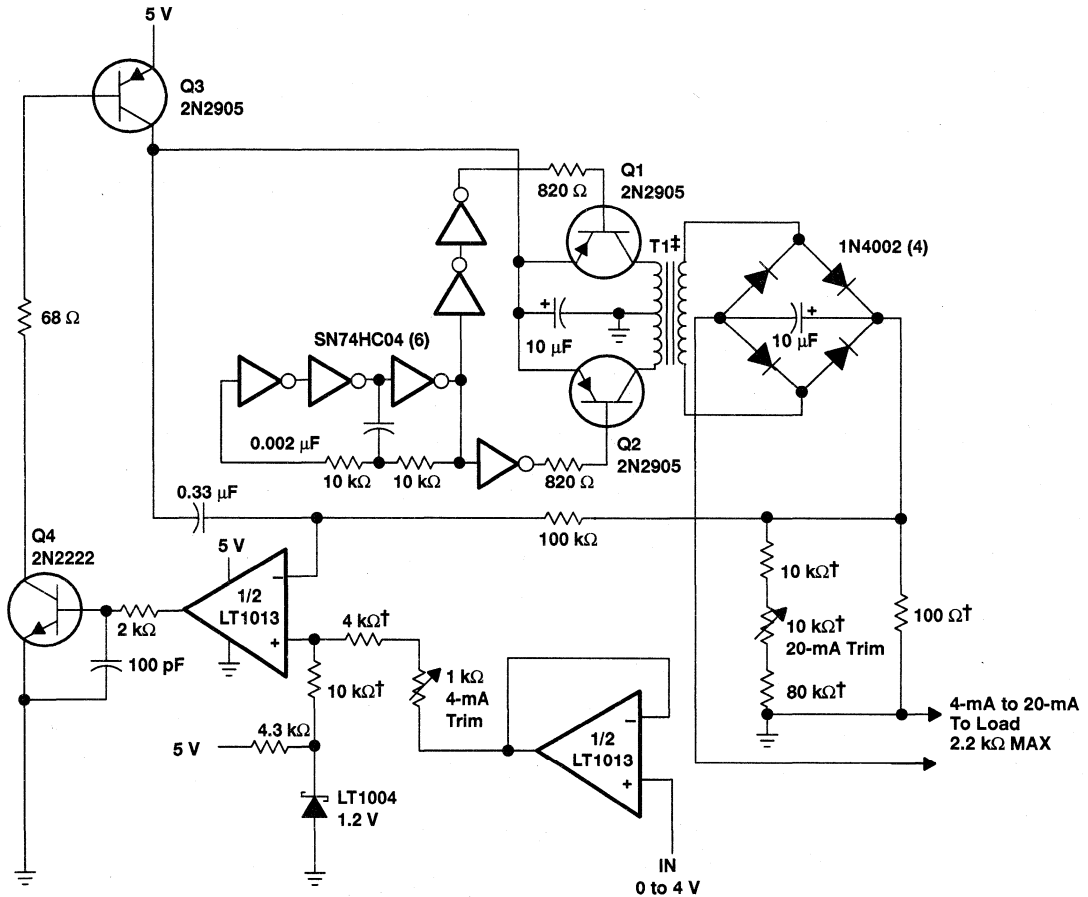 5 V
Q3
2N2905
Q1
2N2905
820 Ω
T1‡
1N4002 (4)
68 Ω
+
10 μF
+
10 μF
SN74HC04 (6)
0.002 μF
10 kΩ
10 kΩ
820 Ω
Q2
2N2905
0.33 μF
100 kΩ
Q4
2N2222
5 V
1/2
LT1013
−
+
2 kΩ
100 pF
4 kΩ†
10 kΩ†
1 kΩ
4-mA
Trim
10 kΩ†
10 kΩ†
20-mA Trim
80 kΩ†
100 Ω†
4-mA to 20-mA
To Load
2.2 kΩ MAX
5 V
4.3 kΩ
LT1004
1.2 V
1/2
LT1013
−
+
IN
0 to 4 V